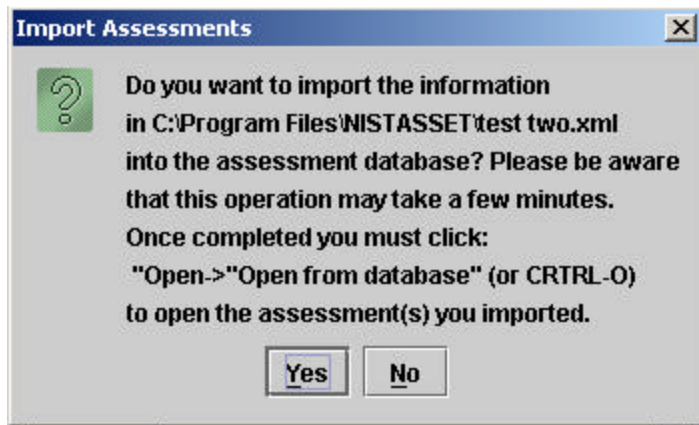 Import Assessments
Do you want to import the information
in C:\Program Files\NISTASSET\test two.xml
into the assessment database? Please be aware
that this operation may take a few minutes.
Once completed you must click:
"Open->"Open from database" (or CRTRL-O)
to open the assessment(s) you imported.
Yes No